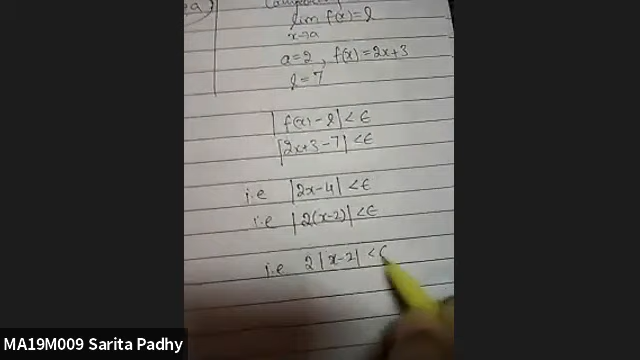 lim f(x) = l
x→a
a=2, f(x)=2x+3
l=7
|f(x)-l|<ϵ
|2x+3-7|<ϵ
i.e |2x-4|<ϵ
i.e |2(x-2)|<ϵ
i.e 2|x-2|<ϵ
MA19M009 Sarita Padhy